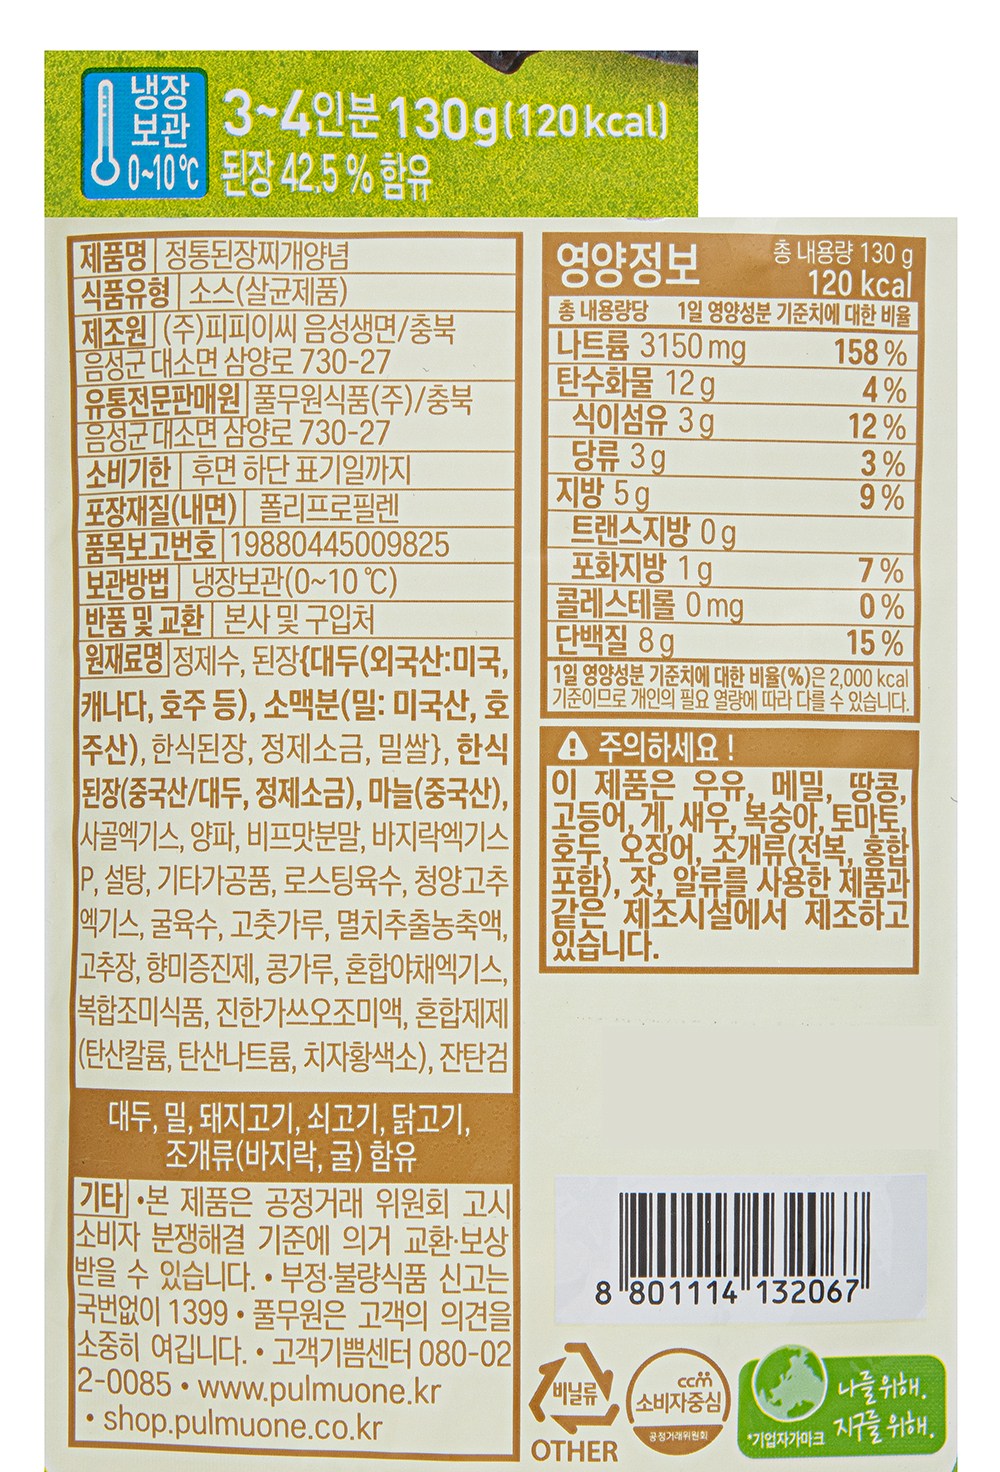 냉장
보관
0~10℃
3~4인분 130g(120 kcal)
된장 42.5 % 함유
제품명 정통된장찌개양념
식품유형 소스(살균제품)
제조원 (주)피피이씨 음성생면/충북
음성군 대소면 삼양로 730-27
유통전문판매원 풀무원식품(주)/충북
음성군 대소면 삼양로 730-27
소비기한 후면 하단 표기일까지
포장재질(내면) 폴리프로필렌
품목보고번호 19880445009825
보관방법 냉장보관(0~10 ℃)
반품 및 교환 본사 및 구입처
원재료명 정제수, 된장{대두(외국산:미국,
캐나다, 호주 등), 소맥분(밀: 미국산, 호
주산), 한식된장, 정제소금, 밀쌀}, 한식
된장(중국산/대두, 정제소금), 마늘(중국산),
사골엑기스, 양파, 비프맛분말, 바지락엑기스
P, 설탕, 기타가공품, 로스팅육수, 청양고추
엑기스, 굴육수, 고춧가루, 멸치추출농축액,
고추장, 향미증진제, 콩가루, 혼합야채엑기스,
복합조미식품, 진한가쓰오조미액, 혼합제제
(탄산칼륨, 탄산나트륨, 치자황색소), 잔탄검
대두, 밀, 돼지고기, 쇠고기, 닭고기,
조개류(바지락, 굴) 함유
기타 •본 제품은 공정거래 위원회 고시
소비자 분쟁해결 기준에 의거 교환·보상
받을 수 있습니다. • 부정·불량식품 신고는
국번없이 1399 • 풀무원은 고객의 의견을
소중히 여깁니다. • 고객기쁨센터 080-02
2-0085 • www.pulmuone.kr
• shop.pulmuone.co.kr
영양정보
총 내용량 130 g
120 kcal
총 내용량당 1일 영양성분 기준치에 대한 비율
나트륨 3150 mg 158 %
탄수화물 12 g 4 %
식이섬유 3 g 12 %
당류 3 g 3 %
지방 5 g 9 %
트랜스지방 0 g
포화지방 1 g 7 %
콜레스테롤 0 mg 0 %
단백질 8 g 15 %
1일 영양성분 기준치에 대한 비율(%)은 2,000 kcal
기준이므로 개인의 필요 열량에 따라 다를 수 있습니다.
주의하세요 !
이 제품은 우유, 메밀, 땅콩,
고등어, 게, 새우, 복숭아, 토마토,
호두, 오징어, 조개류(전복, 홍합
포함), 잣, 알류를 사용한 제품과
같은 제조시설에서 제조하고
있습니다.
8 801114 132067
비닐류
OTHER
ccm
소비자중심
공정거래위원회
나를 위해.
지구를 위해.
*기업자가마크